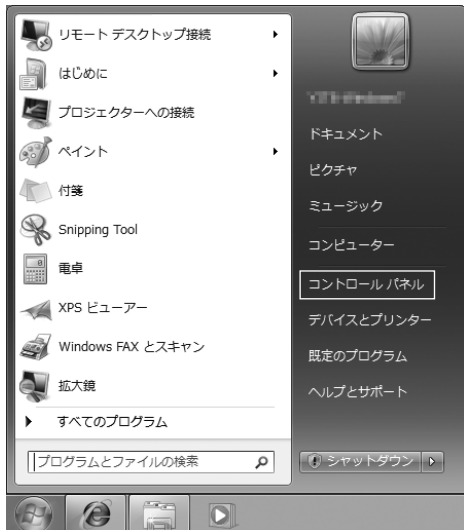 リモート デスクトップ接続
はじめに
プロジェクターへの接続
ペイント
付箋
Snipping Tool
電卓
XPS ビューアー
Windows FAX とスキャン
拡大鏡
すべてのプログラム
プログラムとファイルの検索
ドキュメント
ピクチャ
ミュージック
コンピューター
コントロール パネル
デバイスとプリンター
既定のプログラム
ヘルプとサポート
シャットダウン